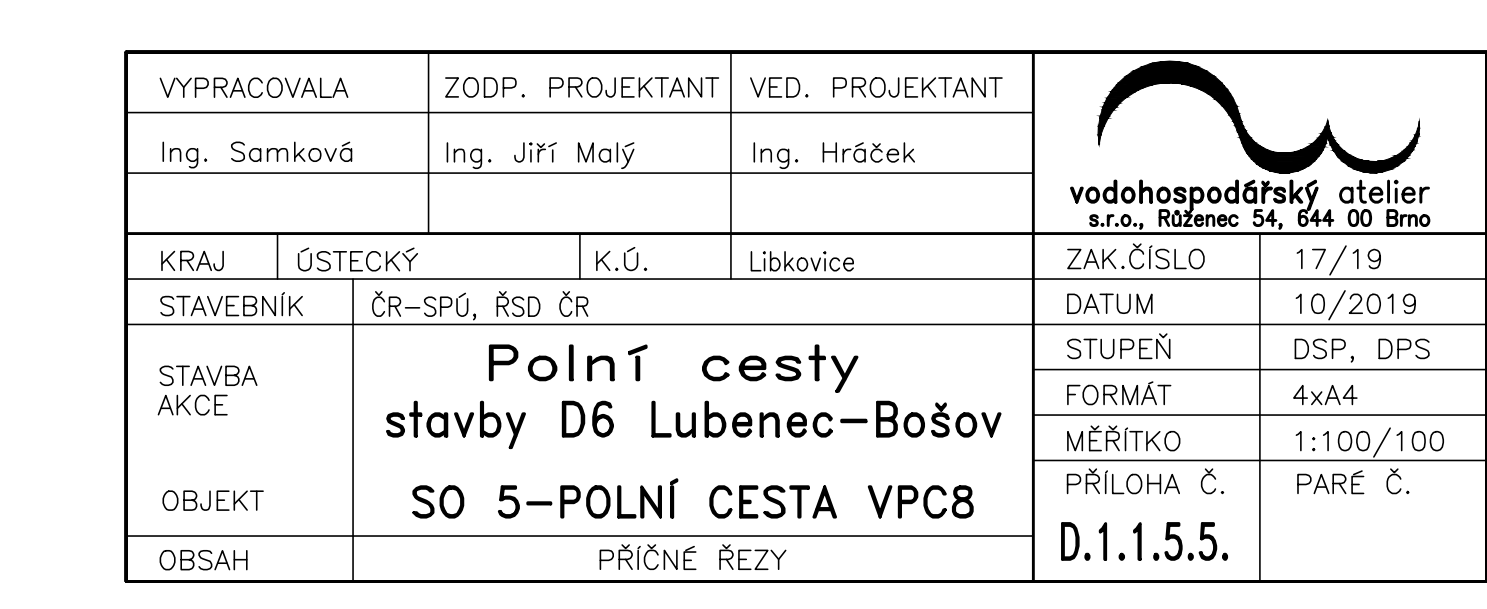 VYPRACOVALA ZODP. PROJEKTANT VED. PROJEKTANT
Ing. Samková Ing. Jiří Malý Ing. Hráček
vodohospodářský atelier
s.r.o., Růženec 54, 644 00 Brno
KRAJ ÚSTECKÝ K.Ú. Libkovice ZAK.ČÍSLO 17/19
STAVEBNÍK ČR-SPÚ, ŘSD ČR DATUM 10/2019
STUPEŇ DSP, DPS
STAVBA
AKCE
Polní cesty
stavby D6 Lubenec-Bošov
FORMÁT 4xA4
MĚŘÍTKO 1:100/100
OBJEKT SO 5-POLNÍ CESTA VPC8
PŘÍLOHA Č. PARÉ Č.
D.1.1.5.5.
OBSAH PŘÍČNÉ ŘEZY